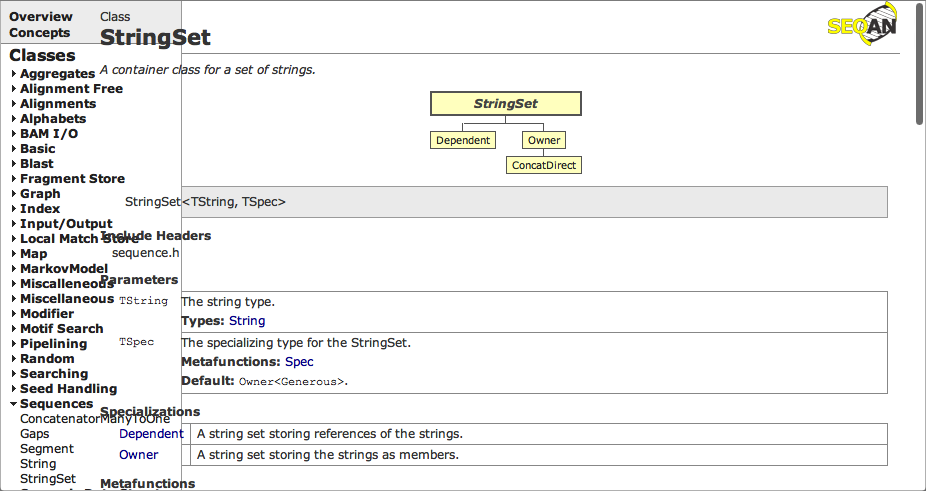 Overview
Concepts
Classes
Aggregates
Alignment Free
Alignments
Alphabets
BAM I/O
Basic
Blast
Fragment Store
Graph
Index
Input/Output
Local Match Store
Map
MarkovModel
Miscalleneous
Miscellaneous
Modifier
Motif Search
Pipelining
Random
Searching
Seed Handling
Sequences
ConcatenatorManyToOne
Gaps
Segment
String
StringSet
Class
StringSet
SEQAN
A container class for a set of strings.
StringSet
Dependent Owner
ConcatDirect
StringSet<TString, TSpec>
Include Headers
sequence.h
Parameters
TString The string type.
Types: String
TSpec The specializing type for the StringSet.
Metafunctions: Spec
Default: Owner<Generous>.
Specializations
Dependent A string set storing references of the strings.
Owner A string set storing the strings as members.
Metafunctions